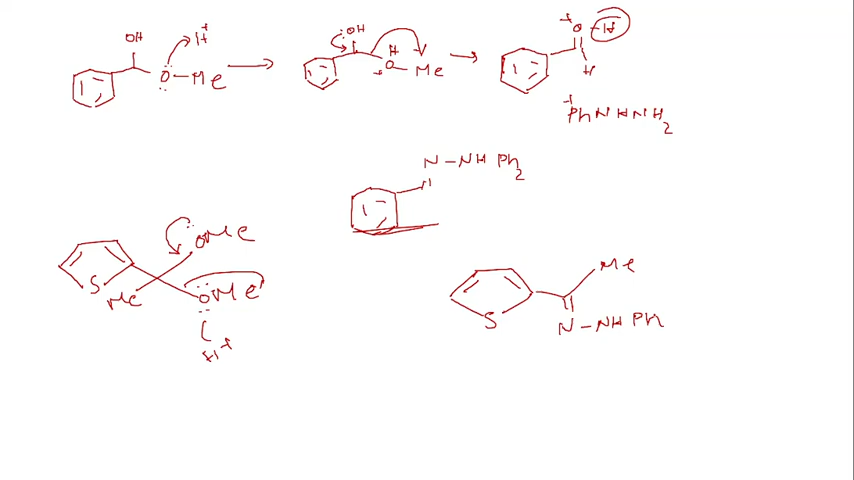 OH
H+
O – Me
OH
H
O – Me
+
+
O – H
H
+
PhNHNH2
N – NH Ph2
OMe
S
Me
OMe
H+
Me
S
N – NH Ph